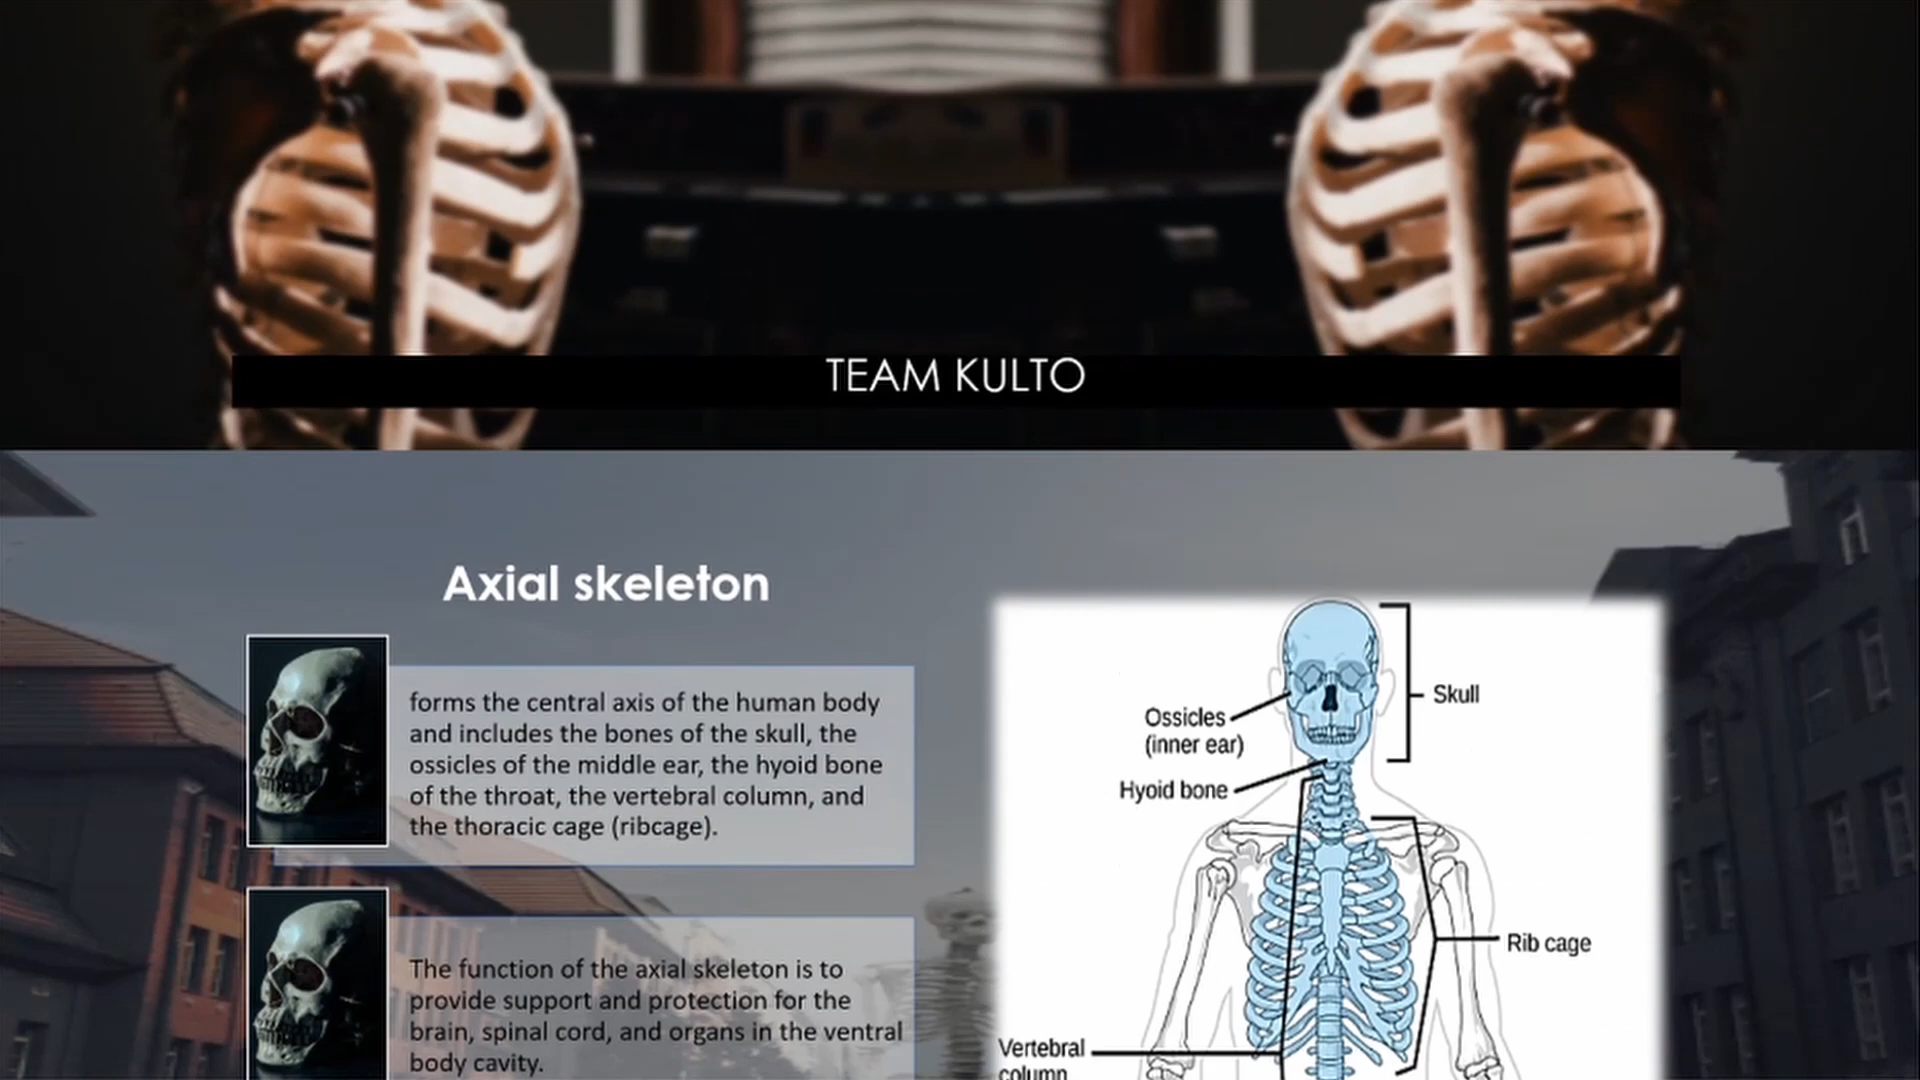 TEAM KULTO
Axial skeleton
forms the central axis of the human body
and includes the bones of the skull, the
ossicles of the middle ear, the hyoid bone
of the throat, the vertebral column, and
the thoracic cage (ribcage).
The function of the axial skeleton is to
provide support and protection for the
brain, spinal cord, and organs in the ventral
body cavity.
Skull
Ossicles
(inner ear)
Hyoid bone
Rib cage
Vertebral
column